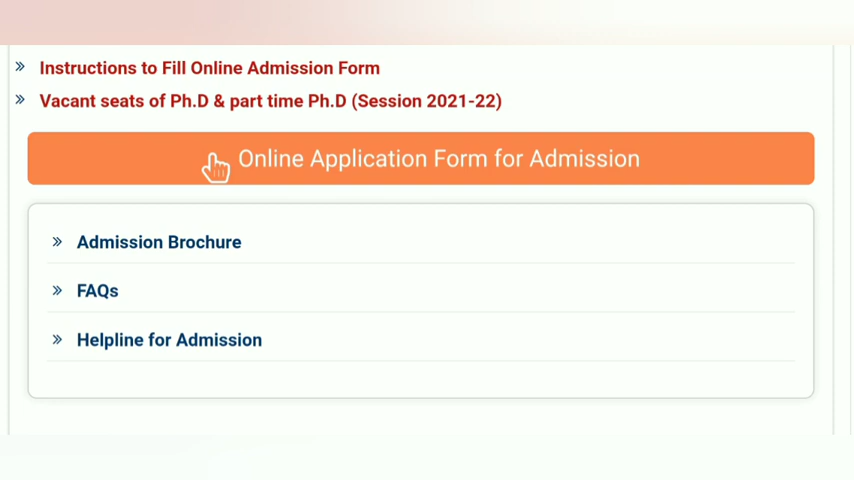 Instructions to Fill Online Admission Form
Vacant seats of Ph.D & part time Ph.D (Session 2021-22)
Online Application Form for Admission
Admission Brochure
FAQs
Helpline for Admission